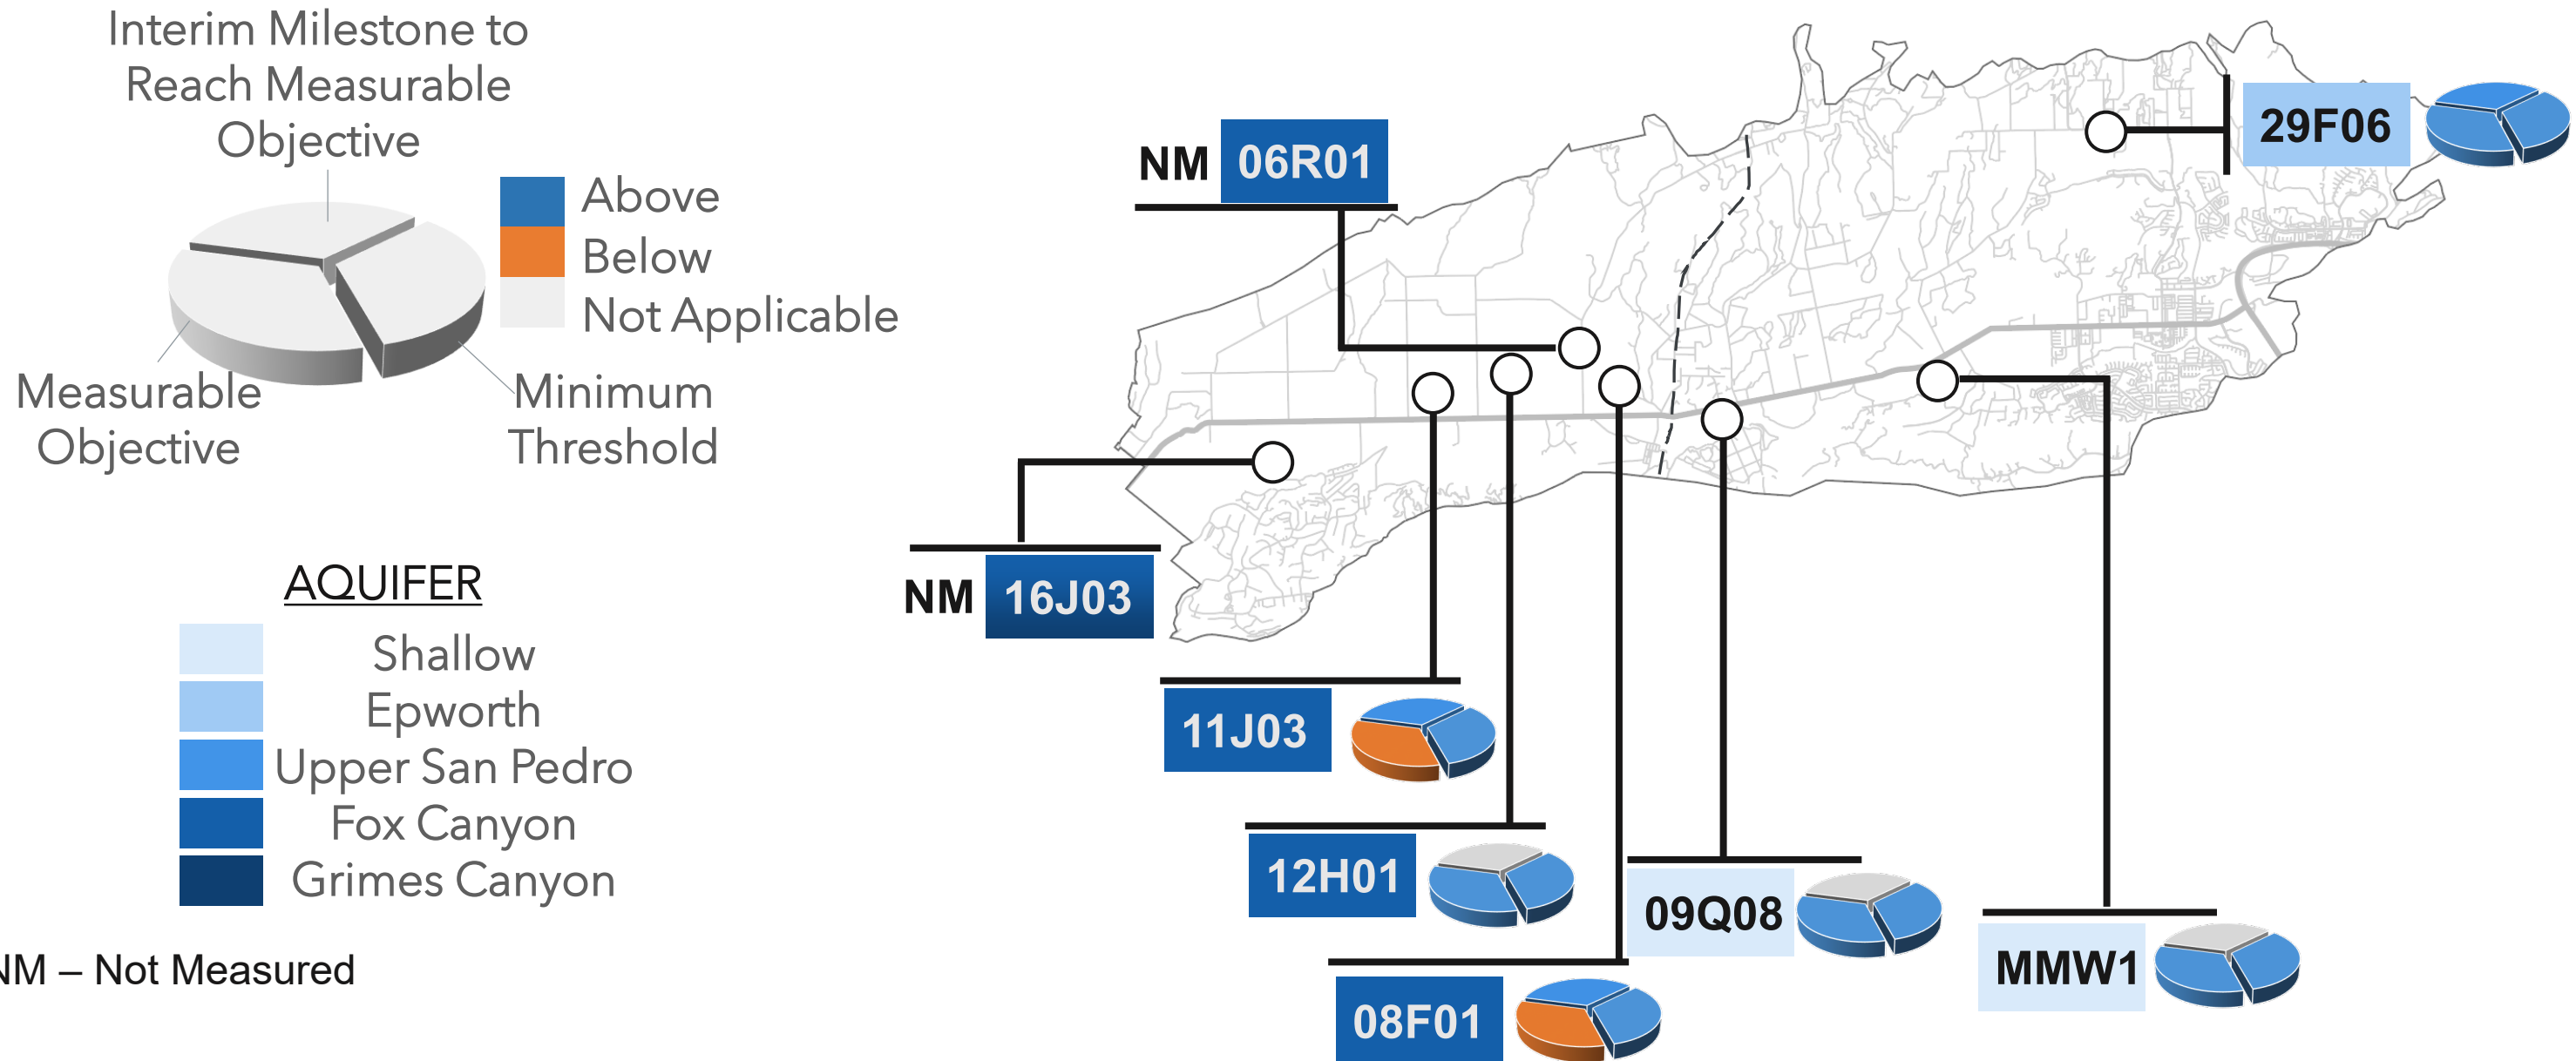 Interim Milestone to
Reach Measurable
Objective
Above
Below
Not Applicable
Measurable
Objective
Minimum
Threshold
AQUIFER
Shallow
Epworth
Upper San Pedro
Fox Canyon
Grimes Canyon
NM – Not Measured
NM 06R01
29F06
NM 16J03
11J03
12H01
08F01
09Q08
MMW1